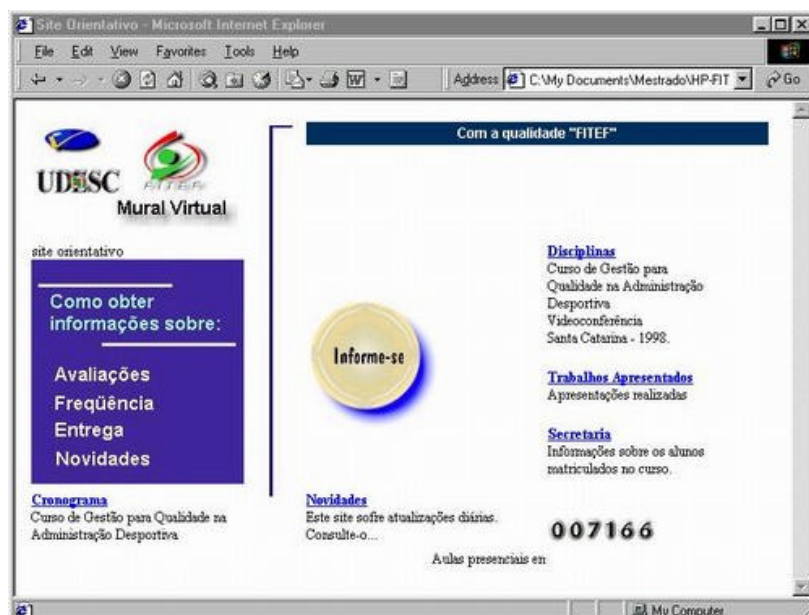 Site Orientativo - Microsoft Internet Explorer
File Edit View Favorites Tools Help
Address C:\My Documents\Mestrado\HP-FIT Go
UDESC
FITEF
Mural Virtual
site orientativo
Como obter
informações sobre:
Avaliações
Freqüência
Entrega
Novidades
Cronograma
Curso de Gestão para Qualidade na
Administração Desportiva
Com a qualidade "FITEF"
Informe-se
Disciplinas
Curso de Gestão para
Qualidade na Administração
Desportiva
Videoconferência
Santa Catarina - 1998.
Trabalhos Apresentados
Apresentações realizadas
Secretaria
Informações sobre os alunos
matriculados no curso.
Novidades
Este site sofre atualizações diárias.
Consulte-o...
007166
Aulas presenciais en
My Computer